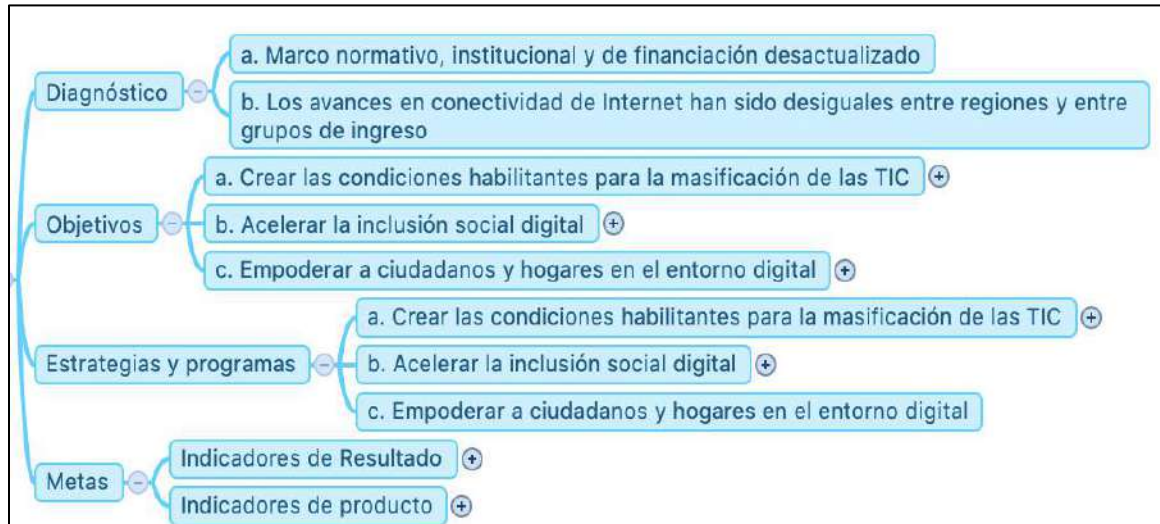 Diagnóstico
a. Marco normativo, institucional y de financiación desactualizado
b. Los avances en conectividad de Internet han sido desiguales entre regiones y entre
grupos de ingreso
Objetivos
a. Crear las condiciones habilitantes para la masificación de las TIC
b. Acelerar la inclusión social digital
c. Empoderar a ciudadanos y hogares en el entorno digital
Estrategias y programas
a. Crear las condiciones habilitantes para la masificación de las TIC
b. Acelerar la inclusión social digital
c. Empoderar a ciudadanos y hogares en el entorno digital
Metas
Indicadores de Resultado
Indicadores de producto